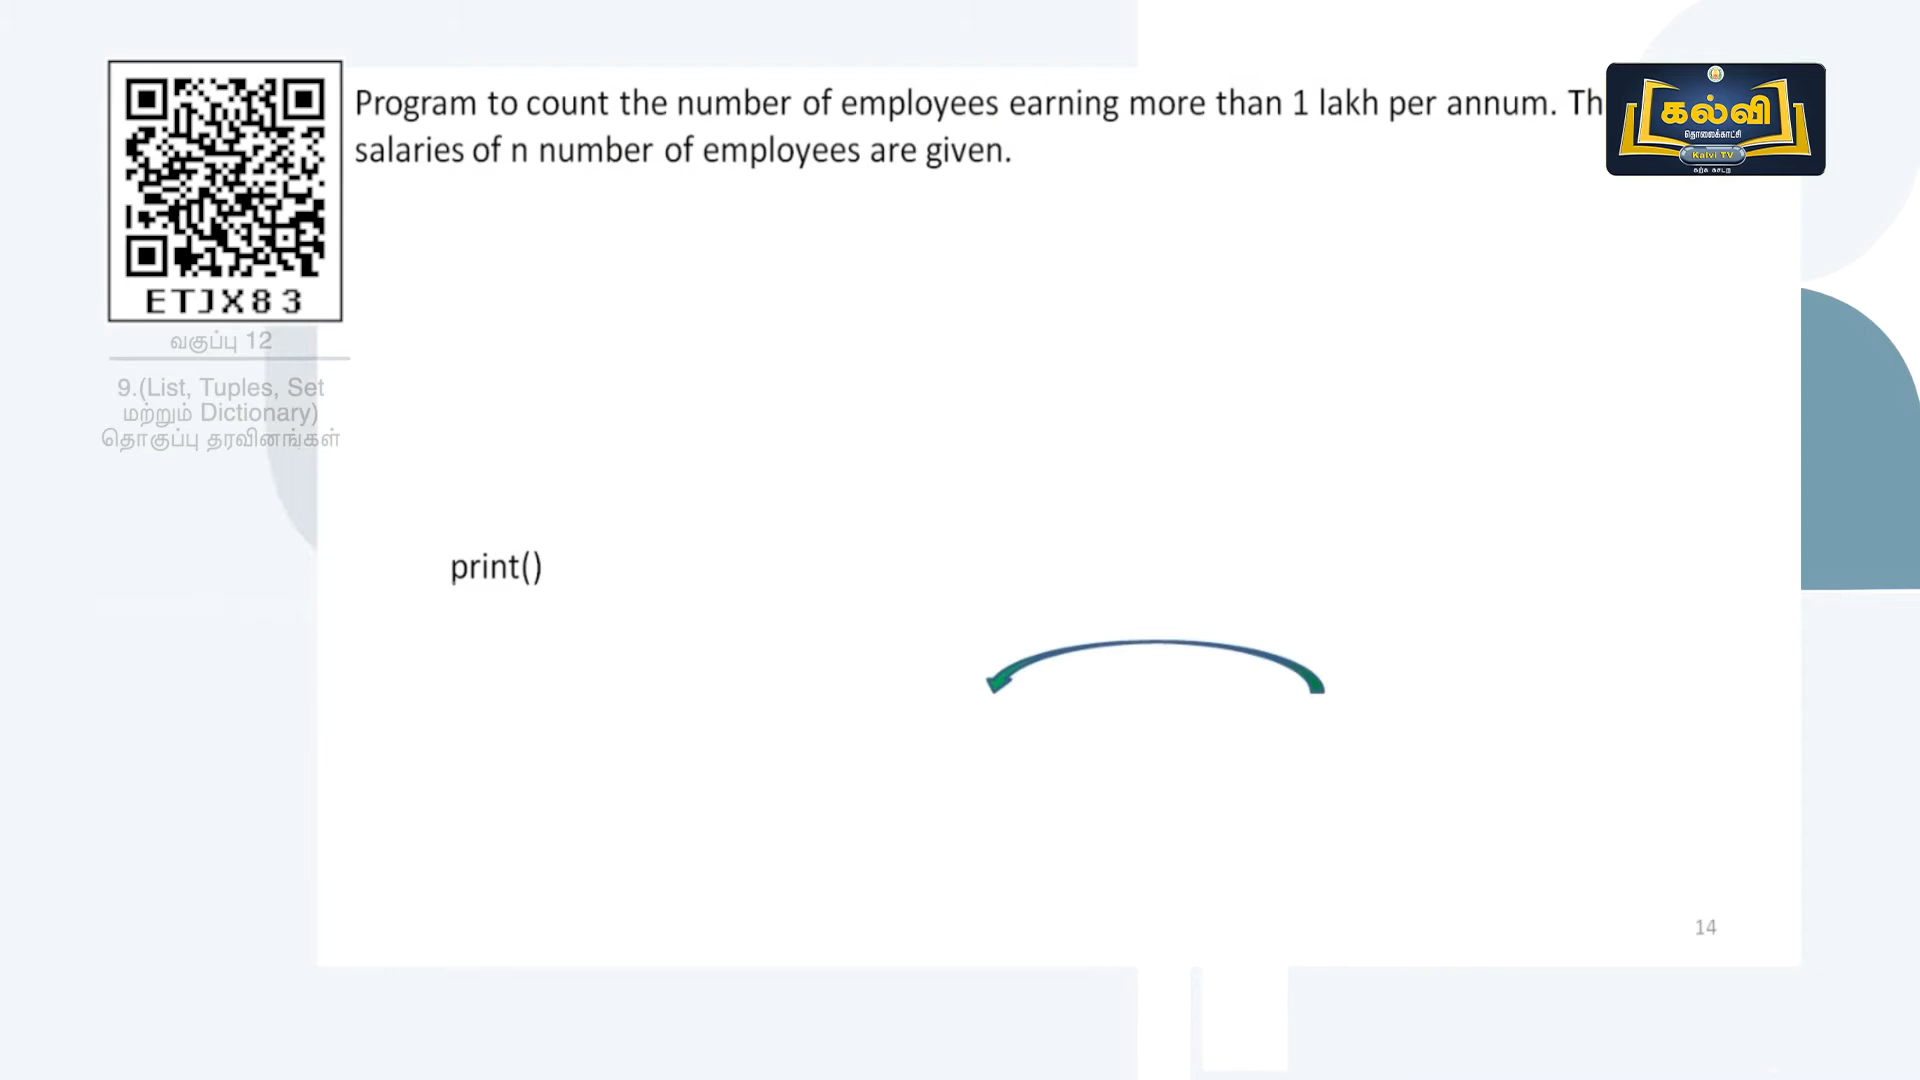 Program to count the number of employees earning more than 1 lakh per annum. Th
salaries of n number of employees are given.
கல்வி
தொலைக்காட்சி
Kalvi TV
கற்க கசடற
ETJX83
வகுப்பு 12
9.(List, Tuples, Set
மற்றும் Dictionary)
தொகுப்பு தரவினங்கள்
print()
14